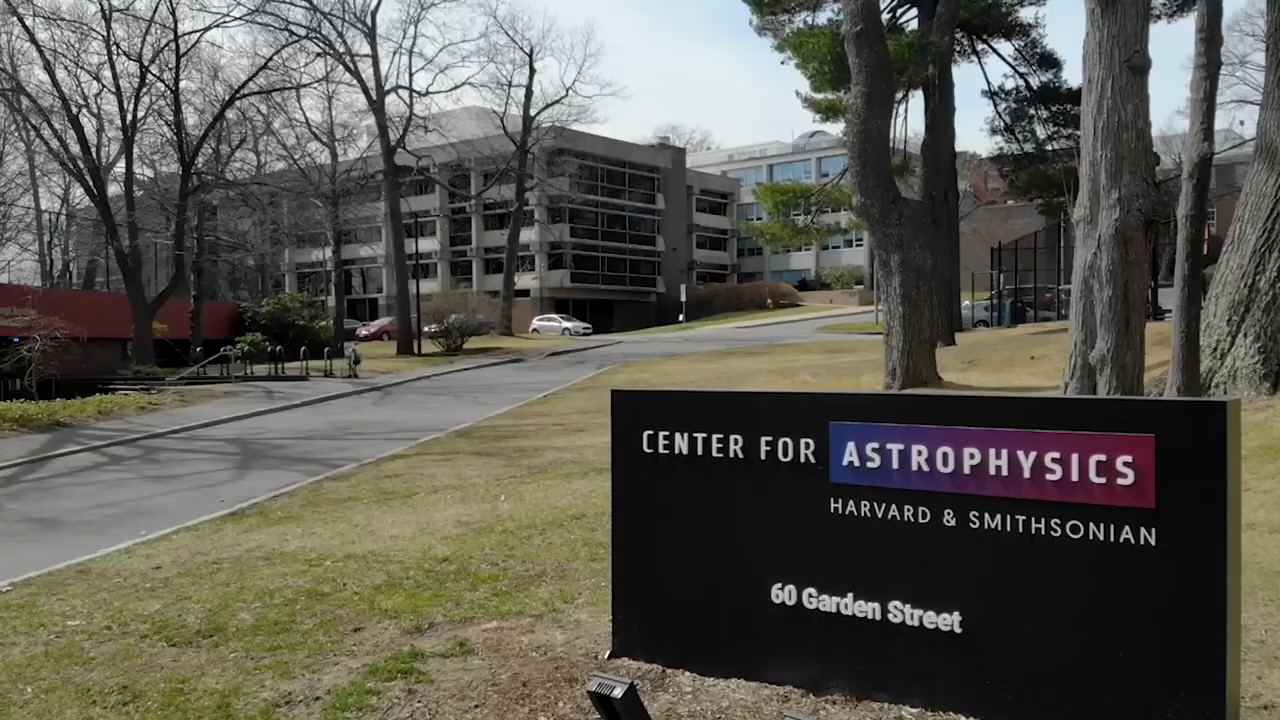 CENTER FOR ASTROPHYSICS
HARVARD & SMITHSONIAN
60 Garden Street